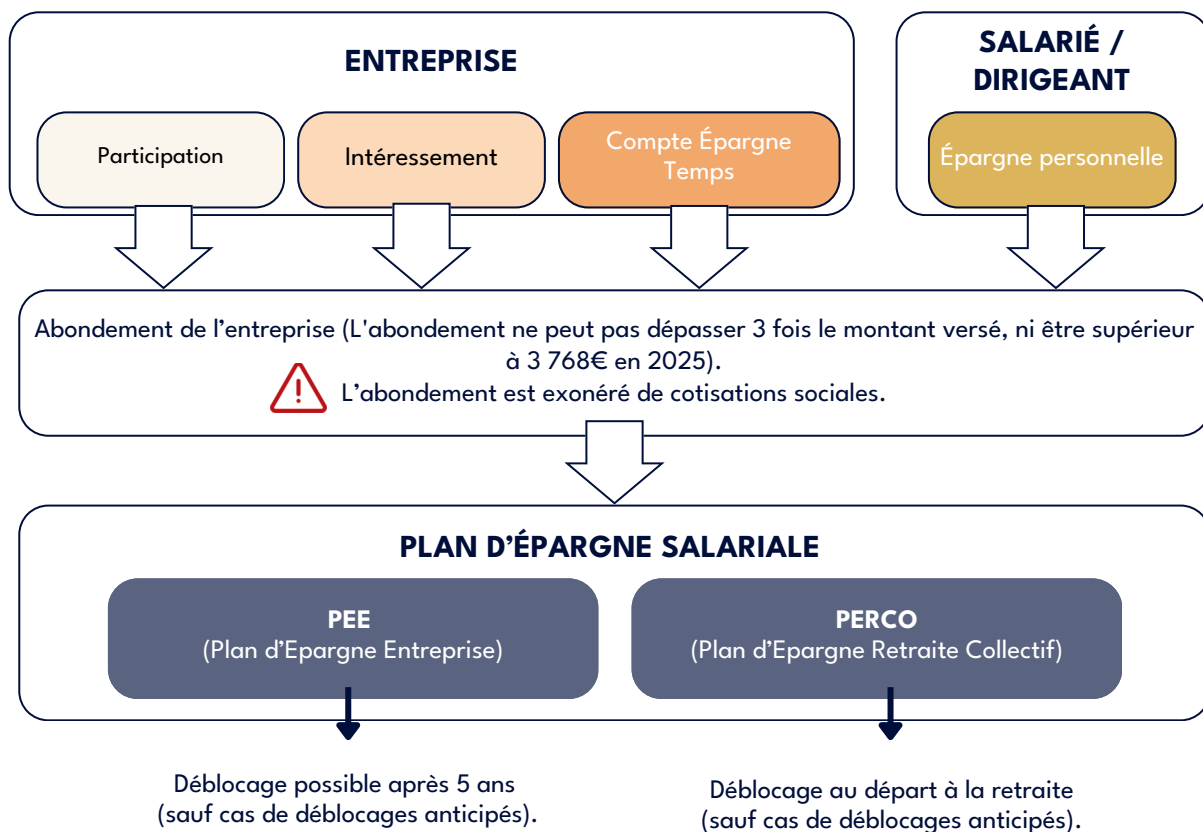 ENTREPRISE
SALARIÉ /
DIRIGEANT
Participation
Intéressement
Compte Épargne
Temps
Épargne personnelle
Abondement de l’entreprise (L'abondement ne peut pas dépasser 3 fois le montant versé, ni être supérieur
à 3 768€ en 2025).
L’abondement est exonéré de cotisations sociales.
PLAN D’ÉPARGNE SALARIALE
PEE
(Plan d’Epargne Entreprise)
PERCO
(Plan d’Epargne Retraite Collectif)
Déblocage possible après 5 ans
(sauf cas de déblocages anticipés).
Déblocage au départ à la retraite
(sauf cas de déblocages anticipés).